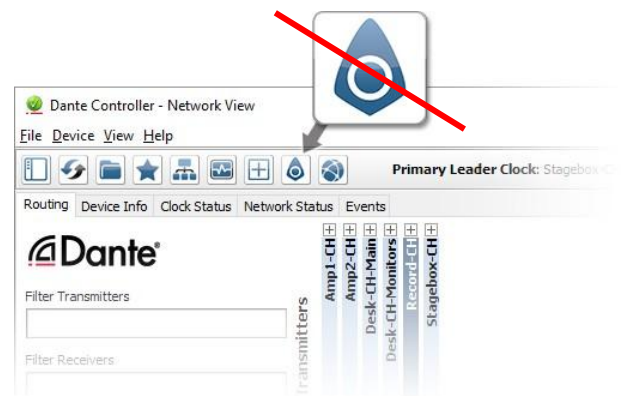 Dante Controller - Network View
File Device View Help
Primary Leader Clock: Stagebox-C
Routing Device Info Clock Status Network Status Events
Dante®
Filter Transmitters
Filter Receivers
Transmitters
Amp1-CH
Amp2-CH
Desk-CH-Main
Desk-CH-Monitors
Record-CH
Stagebox-CH